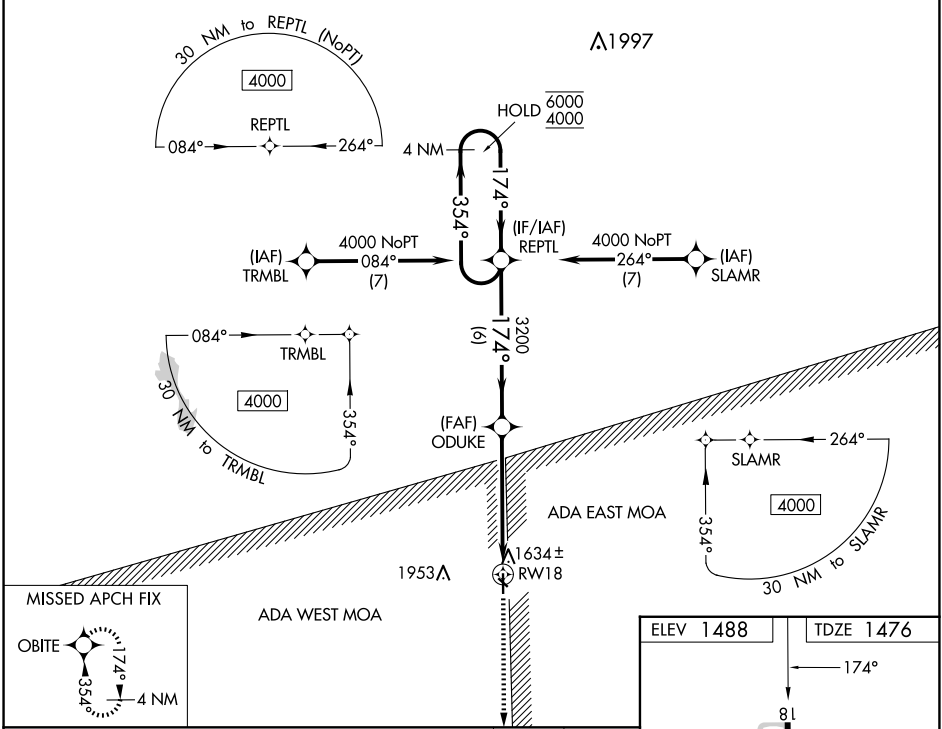 30 NM to REPTL (NoPT)
4000
REPTL
084°
264°
1997
HOLD 6000
4000
4 NM
174°
354°
(IF/IAF)
REPTL
(IAF)
TRMBL
4000 NoPT
084°
(7)
4000 NoPT
264°
(7)
(IAF)
SLAMR
3200
174°
(6)
084°
TRMBL
4000
354°
30 NM to TRMBL
(FAF)
ODUKE
264°
SLAMR
4000
354°
30 NM to SLAMR
ADA EAST MOA
1634±
RW18
1953
ADA WEST MOA
MISSED APCH FIX
OBITE
174°
354°
4 NM
ELEV 1488
TDZE 1476
174°
18